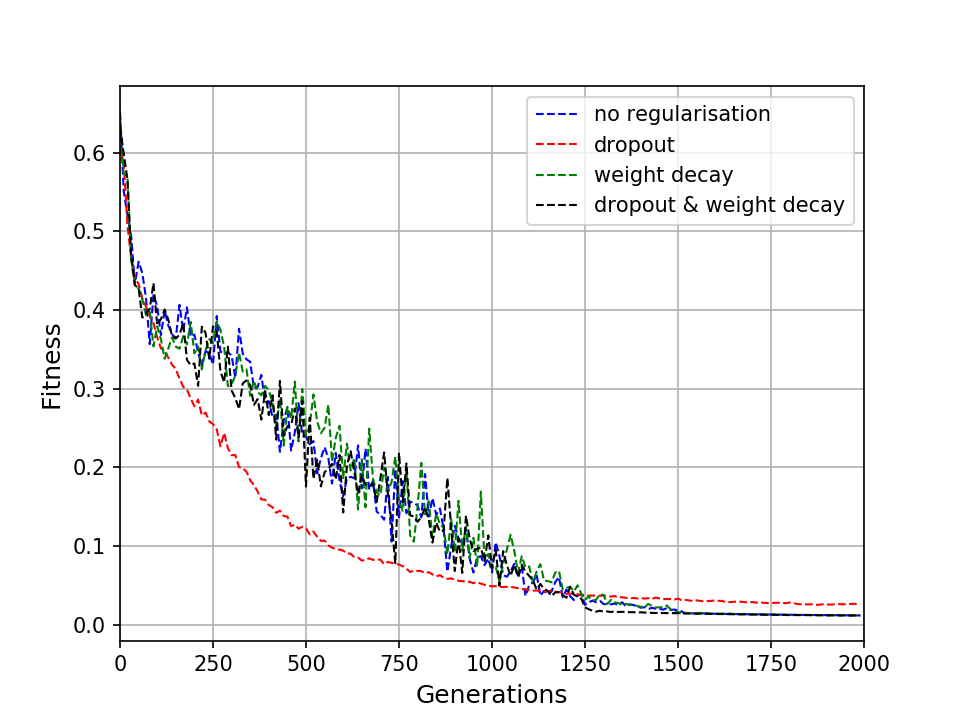 no regularisation
dropout
weight decay
dropout & weight decay
Fitness
0.6
0.5
0.4
0.3
0.2
0.1
0.0
0 250 500 750 1000 1250 1500 1750 2000
Generations